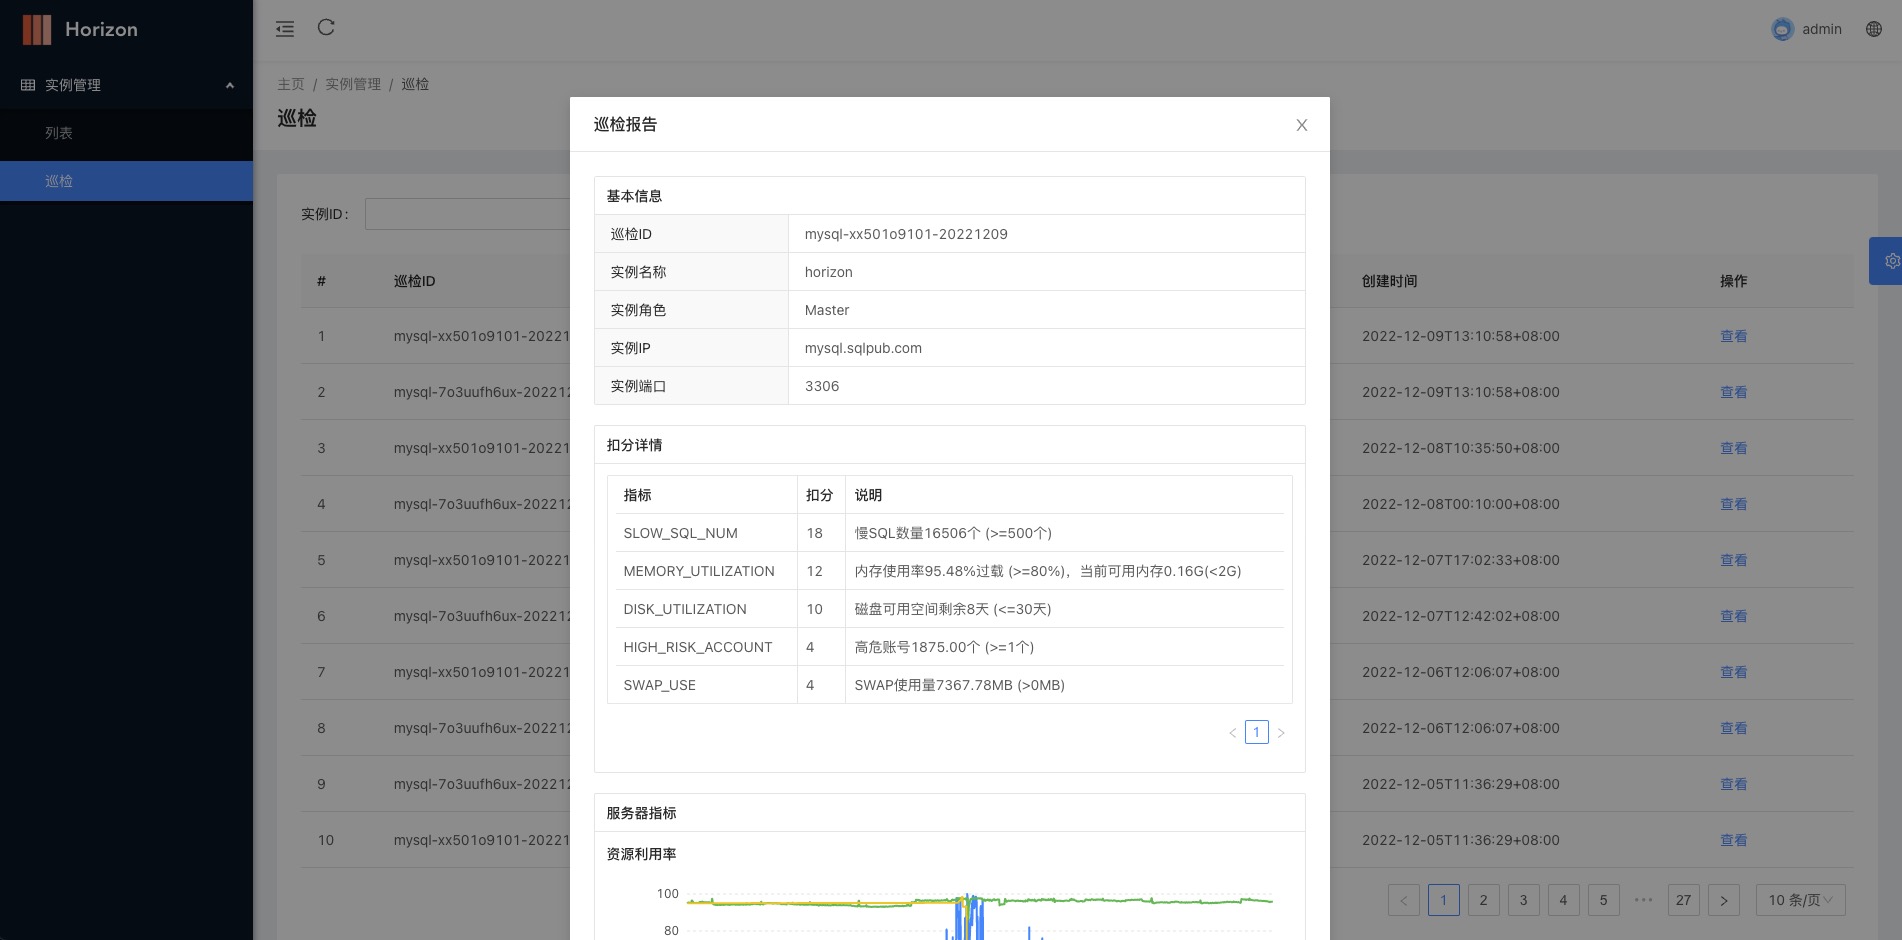 Horizon
admin
实例管理
列表
巡检
主页 / 实例管理 / 巡检
巡检
实例ID:
# 巡检ID 创建时间 操作
1 mysql-xx501o9101-20221 2022-12-09T13:10:58+08:00 查看
2 mysql-7o3uufh6ux-202212 2022-12-09T13:10:58+08:00 查看
3 mysql-xx501o9101-20221 2022-12-08T10:35:50+08:00 查看
4 mysql-7o3uufh6ux-202212 2022-12-08T00:10:00+08:00 查看
5 mysql-xx501o9101-20221 2022-12-07T17:02:33+08:00 查看
6 mysql-7o3uufh6ux-202212 2022-12-07T12:42:02+08:00 查看
7 mysql-xx501o9101-20221 2022-12-06T12:06:07+08:00 查看
8 mysql-7o3uufh6ux-202212 2022-12-06T12:06:07+08:00 查看
9 mysql-7o3uufh6ux-202212 2022-12-05T11:36:29+08:00 查看
10 mysql-xx501o9101-20221 2022-12-05T11:36:29+08:00 查看
< 1 2 3 4 5 ••• 27 > 10 条/页
巡检报告
基本信息
巡检ID mysql-xx501o9101-20221209
实例名称 horizon
实例角色 Master
实例IP mysql.sqlpub.com
实例端口 3306
扣分详情
指标 扣分 说明
SLOW_SQL_NUM 18 慢SQL数量16506个 (>=500个)
MEMORY_UTILIZATION 12 内存使用率95.48%过载 (>=80%)，当前可用内存0.16G(<2G)
DISK_UTILIZATION 10 磁盘可用空间剩余8天 (<=30天)
HIGH_RISK_ACCOUNT 4 高危账号1875.00个 (>=1个)
SWAP_USE 4 SWAP使用量7367.78MB (>0MB)
< 1 >
服务器指标
资源利用率
100
80